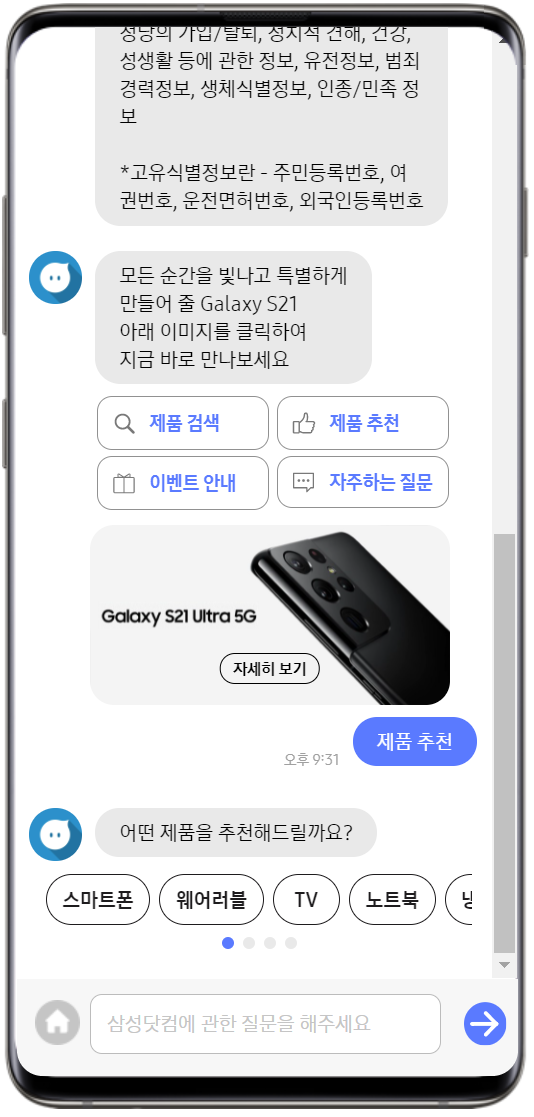 정당의 가입/탈퇴, 정치적 견해, 건강,
성생활 등에 관한 정보, 유전정보, 범죄
경력정보, 생체식별정보, 인종/민족 정
보
*고유식별정보란 - 주민등록번호, 여
권번호, 운전면허번호, 외국인등록번호
모든 순간을 빛나고 특별하게
만들어 줄 Galaxy S21
아래 이미지를 클릭하여
지금 바로 만나보세요
제품 검색
제품 추천
이벤트 안내
자주하는 질문
Galaxy S21 Ultra 5G
자세히 보기
제품 추천
오후 9:31
어떤 제품을 추천해드릴까요?
스마트폰 웨어러블 TV 노트북
삼성닷컴에 관한 질문을 해주세요